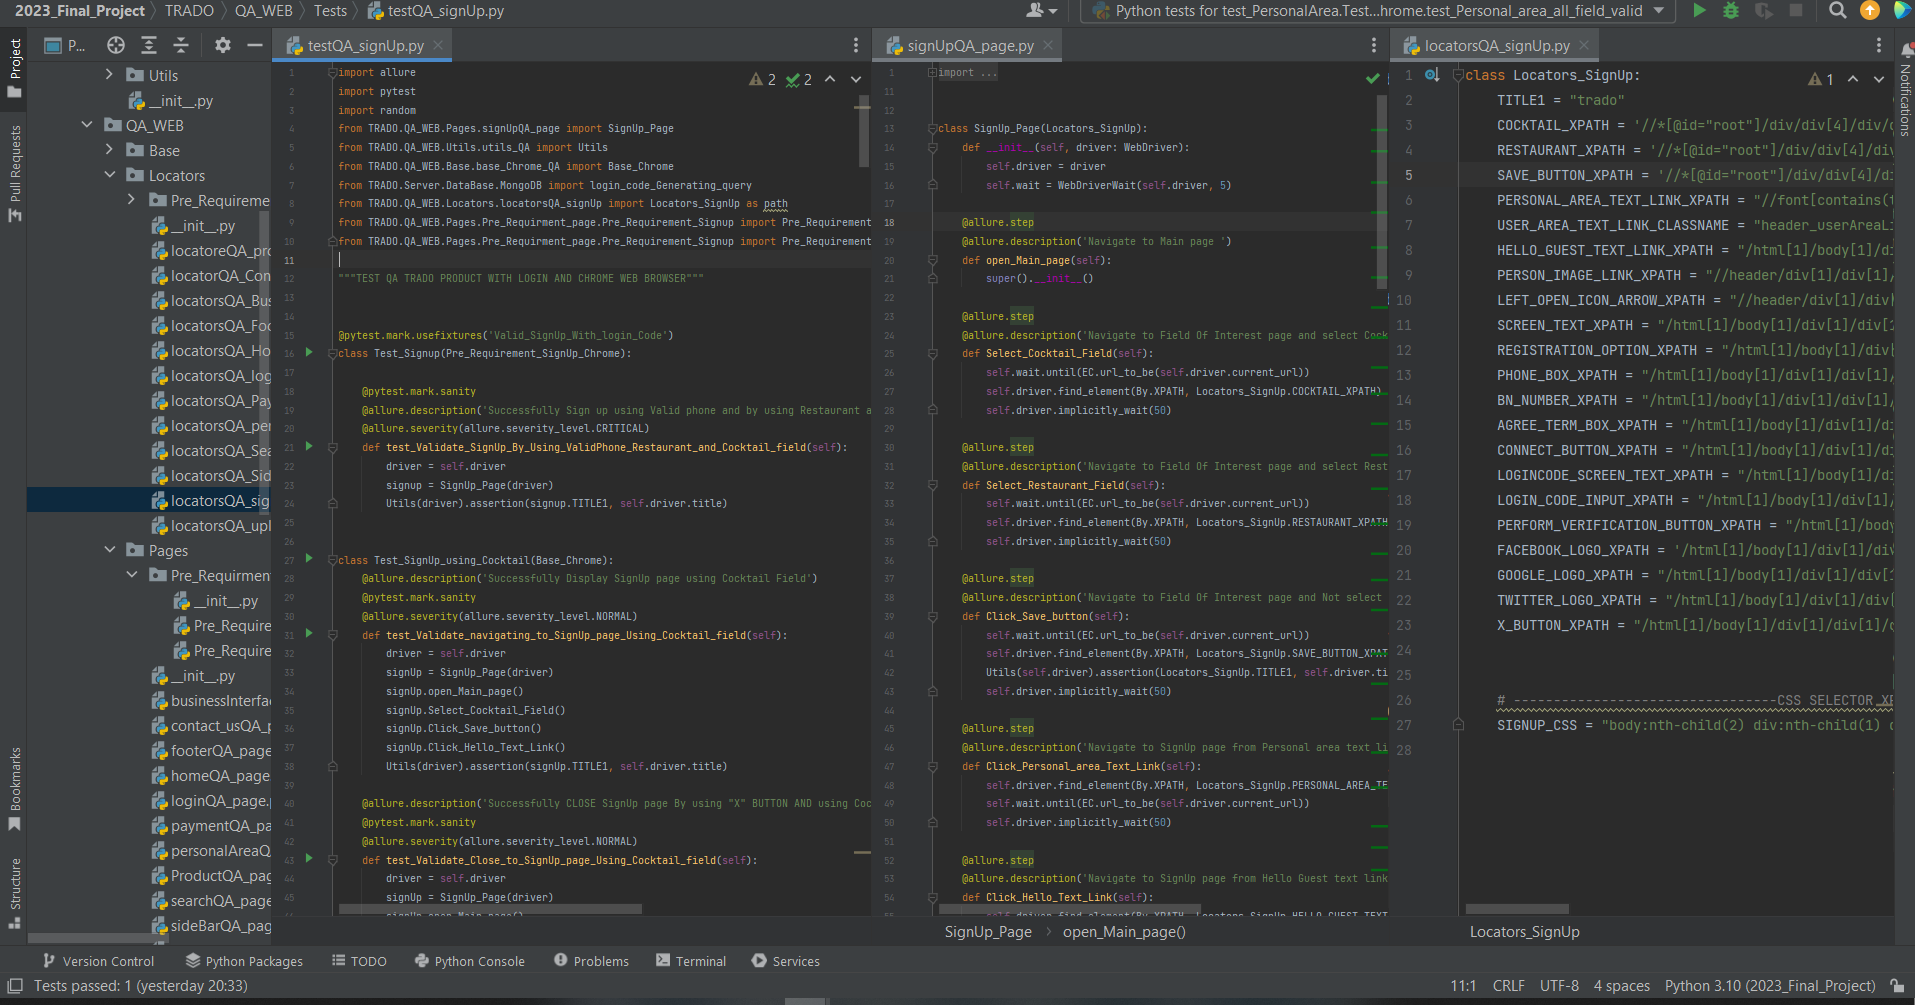 2023_Final_Project TRADO QA_WEB Tests testQA_signUp.py
Python tests for test_PersonalArea.Test...hrome.test_Personal_area_all_field_valid
Project
Pull Requests
Bookmarks
Structure
Notifications
P...
Utils
__init__.py
QA_WEB
Base
Locators
Pre_Requireme
__init__.py
locatoreQA_pro
locatorQA_Con
locatorsQA_Bus
locatorsQA_Foo
locatorsQA_Ho
locatorsQA_log
locatorsQA_Pay
locatorsQA_per
locatorsQA_Sea
locatorsQA_Sid
locatorsQA_sig
locatorsQA_upl
Pages
Pre_Requirment
__init__.py
Pre_Require
Pre_Require
__init__.py
businessInterfac
contact_usQA_p
footerQA_page
homeQA_page
loginQA_page.p
paymentQA_pa
personalAreaQ
ProductQA_pag
searchQA_page
sideBarQA_pag
testQA_signUp.py
2 2
1 import allure
2 import pytest
3 import random
4 from TRADO.QA_WEB.Pages.signUpQA_page import SignUp_Page
5 from TRADO.QA_WEB.Utils.utils_QA import Utils
6 from TRADO.QA_WEB.Base.base_Chrome_QA import Base_Chrome
7 from TRADO.Server.DataBase.MongoDB import login_code_Generating_query
8 from TRADO.QA_WEB.Locators.locatorsQA_signUp import Locators_SignUp as path
9 from TRADO.QA_WEB.Pages.Pre_Requirment_page.Pre_Requirement_Signup import Pre_Requirement
10 from TRADO.QA_WEB.Pages.Pre_Requirment_page.Pre_Requirement_Signup import Pre_Requirement
11
12 """TEST QA TRADO PRODUCT WITH LOGIN AND CHROME WEB BROWSER"""
13
14
15 @pytest.mark.usefixtures('Valid_SignUp_With_login_Code')
16 class Test_Signup(Pre_Requirement_SignUp_Chrome):
17
18 @pytest.mark.sanity
19 @allure.description('Successfully Sign up using Valid phone and by using Restaurant a
20 @allure.severity(allure.severity_level.CRITICAL)
21 def test_Validate_SignUp_By_Using_ValidPhone_Restaurant_and_Cocktail_field(self):
22 driver = self.driver
23 signup = SignUp_Page(driver)
24 Utils(driver).assertion(signup.TITLE1, self.driver.title)
25
26
27 class Test_SignUp_using_Cocktail(Base_Chrome):
28 @allure.description('Successfully Display SignUp page using Cocktail Field')
29 @pytest.mark.sanity
30 @allure.severity(allure.severity_level.NORMAL)
31 def test_Validate_navigating_to_SignUp_page_Using_Cocktail_field(self):
32 driver = self.driver
33 signUp = SignUp_Page(driver)
34 signUp.open_Main_page()
35 signUp.Select_Cocktail_Field()
36 signUp.Click_Save_button()
37 signUp.Click_Hello_Text_Link()
38 Utils(driver).assertion(signUp.TITLE1, self.driver.title)
39
40 @allure.description('Successfully CLOSE SignUp page By using "X" BUTTON AND using Coc
41 @pytest.mark.sanity
42 @allure.severity(allure.severity_level.NORMAL)
43 def test_Validate_Close_to_SignUp_page_Using_Cocktail_field(self):
44 driver = self.driver
45 signUp = SignUp_Page(driver)
signUpQA_page.py
1 import ...
11
12
13 class SignUp_Page(Locators_SignUp):
14 def __init__(self, driver: WebDriver):
15 self.driver = driver
16 self.wait = WebDriverWait(self.driver, 5)
17
18 @allure.step
19 @allure.description('Navigate to Main page ')
20 def open_Main_page(self):
21 super().__init__()
22
23 @allure.step
24 @allure.description('Navigate to Field Of Interest page and select Cock
25 def Select_Cocktail_Field(self):
26 self.wait.until(EC.url_to_be(self.driver.current_url))
27 self.driver.find_element(By.XPATH, Locators_SignUp.COCKTAIL_XPATH)
28 self.driver.implicitly_wait(50)
29
30 @allure.step
31 @allure.description('Navigate to Field Of Interest page and select Rest
32 def Select_Restaurant_Field(self):
33 self.wait.until(EC.url_to_be(self.driver.current_url))
34 self.driver.find_element(By.XPATH, Locators_SignUp.RESTAURANT_XPATH
35 self.driver.implicitly_wait(50)
36
37 @allure.step
38 @allure.description('Navigate to Field Of Interest page and Not select
39 def Click_Save_button(self):
40 self.wait.until(EC.url_to_be(self.driver.current_url))
41 self.driver.find_element(By.XPATH, Locators_SignUp.SAVE_BUTTON_XPAT
42 Utils(self.driver).assertion(Locators_SignUp.TITLE1, self.driver.ti
43 self.driver.implicitly_wait(50)
44
45 @allure.step
46 @allure.description('Navigate to SignUp page from Personal area text li
47 def Click_Personal_area_Text_Link(self):
48 self.driver.find_element(By.XPATH, Locators_SignUp.PERSONAL_AREA_TE
49 self.wait.until(EC.url_to_be(self.driver.current_url))
50 self.driver.implicitly_wait(50)
51
52 @allure.step
53 @allure.description('Navigate to SignUp page from Hello Guest text link
54 def Click_Hello_Text_Link(self):
SignUp_Page open_Main_page()
locatorsQA_signUp.py
1
1 class Locators_SignUp:
2 TITLE1 = "trado"
3 COCKTAIL_XPATH = '//*[@id="root"]/div/div[4]/div/
4 RESTAURANT_XPATH = '//*[@id="root"]/div/div[4]/div
5 SAVE_BUTTON_XPATH = '//*[@id="root"]/div/div[4]/di
6 PERSONAL_AREA_TEXT_LINK_XPATH = "//font[contains(t
7 USER_AREA_TEXT_LINK_CLASSNAME = "header_userAreaLi
8 HELLO_GUEST_TEXT_LINK_XPATH = "/html[1]/body[1]/di
9 PERSON_IMAGE_LINK_XPATH = "//header/div[1]/div[1]/
10 LEFT_OPEN_ICON_ARROW_XPATH = "//header/div[1]/div
11 SCREEN_TEXT_XPATH = "/html[1]/body[1]/div[1]/div[1
12 REGISTRATION_OPTION_XPATH = "/html[1]/body[1]/div
13 PHONE_BOX_XPATH = "/html[1]/body[1]/div[1]/div[1]/
14 BN_NUMBER_XPATH = "/html[1]/body[1]/div[1]/div[1]/
15 AGREE_TERM_BOX_XPATH = "/html[1]/body[1]/div[1]/di
16 CONNECT_BUTTON_XPATH = "/html[1]/body[1]/div[1]/di
17 LOGINCODE_SCREEN_TEXT_XPATH = "/html[1]/body[1]/di
18 LOGIN_CODE_INPUT_XPATH = "/html[1]/body[1]/div[1]/
19 PERFORM_VERIFICATION_BUTTON_XPATH = "/html[1]/body
20 FACEBOOK_LOGO_XPATH = '/html[1]/body[1]/div[1]/div
21 GOOGLE_LOGO_XPATH = "/html[1]/body[1]/div[1]/div[1
22 TWITTER_LOGO_XPATH = "/html[1]/body[1]/div[1]/div[
23 X_BUTTON_XPATH = "/html[1]/body[1]/div[1]/div[1]/
24
25
26 # ---------------------------------CSS SELECTOR XP
27 SIGNUP_CSS = "body:nth-child(2) div:nth-child(1)
28
Locators_SignUp
Version Control Python Packages TODO Python Console Problems Terminal Services
Tests passed: 1 (yesterday 20:33)
11:1 CRLF UTF-8 4 spaces Python 3.10 (2023_Final_Project)